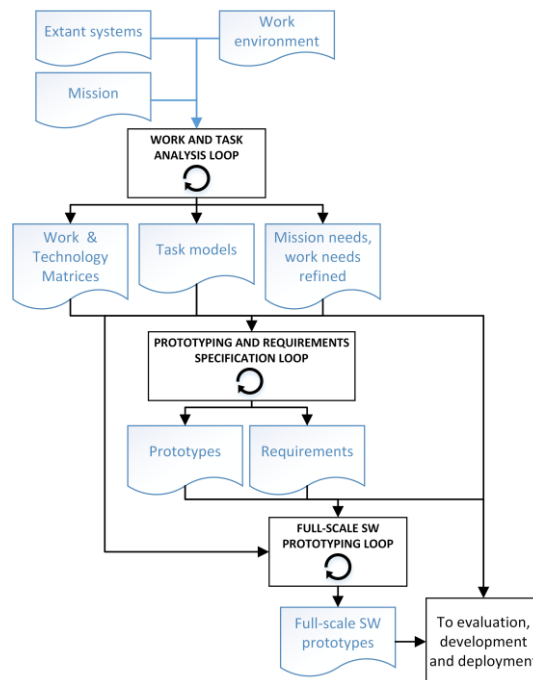 Extant systems
Work
environment
Mission
WORK AND TASK
ANALYSIS LOOP
Work &
Technology
Matrices
Task models
Mission needs,
work needs
refined
PROTOTYPING AND REQUIREMENTS
SPECIFICATION LOOP
Prototypes
Requirements
FULL-SCALE SW
PROTOTYPING LOOP
Full-scale SW
prototypes
To evaluation,
development
and deployment